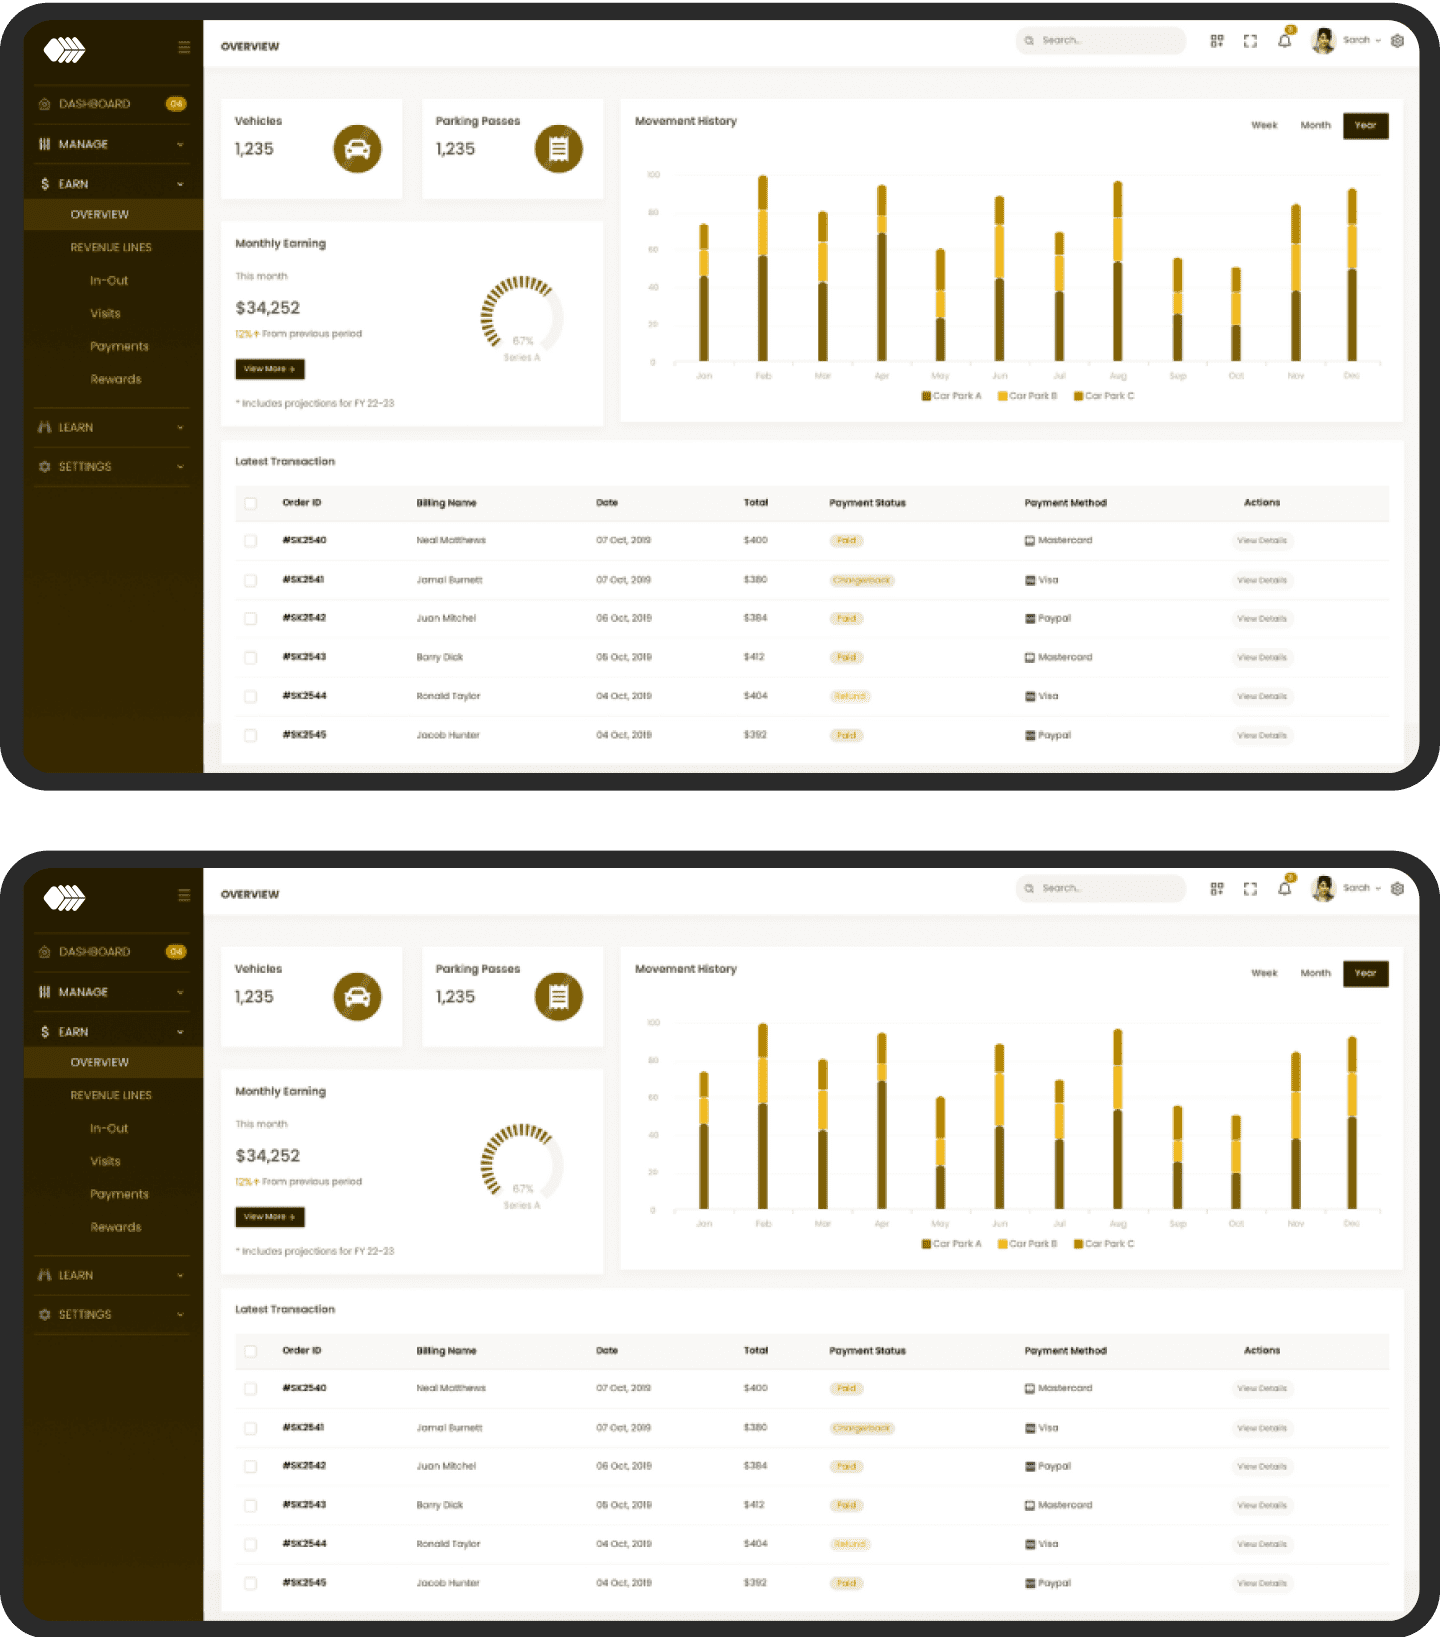 OVERVIEW
Search..
Sarah
DASHBOARD
04
MANAGE
$ EARN
OVERVIEW
REVENUE LINES
In-Out
Visits
Payments
Rewards
LEARN
SETTINGS
Vehicles
1,235
Parking Passes
1,235
Monthly Earning
This month
$34,252
12% ↑ From previous period
View More →
* Includes projections for FY 22-23
67%
Series A
Movement History
Week Month Year
100
80
60
40
20
0
Jan Feb Mar Apr May Jun Jul Aug Sep Oct Nov Dec
Car Park A Car Park B Car Park C
Latest Transaction
Order ID Billing Name Date Total Payment Status Payment Method Actions
#SK2540 Neal Matthews 07 Oct, 2019 $400 Paid Mastercard View Details
#SK2541 Jamal Burnett 07 Oct, 2019 $380 Chargeback Visa View Details
#SK2542 Juan Mitchel 06 Oct, 2019 $384 Paid Paypal View Details
#SK2543 Barry Dick 05 Oct, 2019 $412 Paid Mastercard View Details
#SK2544 Ronald Taylor 04 Oct, 2019 $404 Refund Visa View Details
#SK2545 Jacob Hunter 04 Oct, 2019 $392 Paid Paypal View Details
OVERVIEW
Search..
Sarah
DASHBOARD
04
MANAGE
$ EARN
OVERVIEW
REVENUE LINES
In-Out
Visits
Payments
Rewards
LEARN
SETTINGS
Vehicles
1,235
Parking Passes
1,235
Monthly Earning
This month
$34,252
12% ↑ From previous period
View More →
* Includes projections for FY 22-23
67%
Series A
Movement History
Week Month Year
100
80
60
40
20
0
Jan Feb Mar Apr May Jun Jul Aug Sep Oct Nov Dec
Car Park A Car Park B Car Park C
Latest Transaction
Order ID Billing Name Date Total Payment Status Payment Method Actions
#SK2540 Neal Matthews 07 Oct, 2019 $400 Paid Mastercard View Details
#SK2541 Jamal Burnett 07 Oct, 2019 $380 Chargeback Visa View Details
#SK2542 Juan Mitchel 06 Oct, 2019 $384 Paid Paypal View Details
#SK2543 Barry Dick 05 Oct, 2019 $412 Paid Mastercard View Details
#SK2544 Ronald Taylor 04 Oct, 2019 $404 Refund Visa View Details
#SK2545 Jacob Hunter 04 Oct, 2019 $392 Paid Paypal View Details